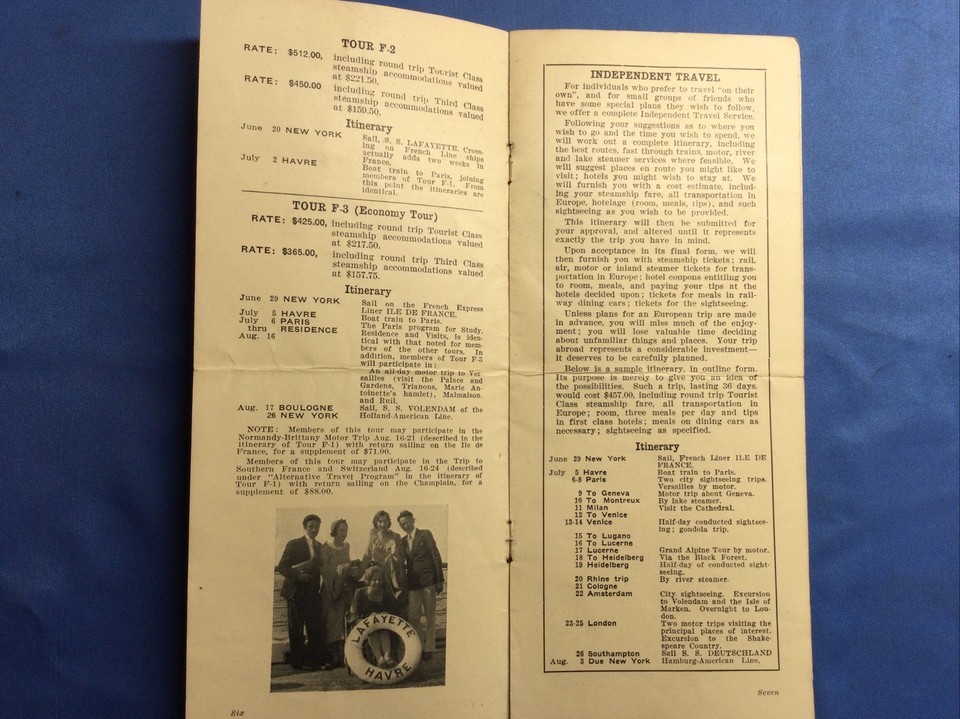 TOUR F-2
RATE: $512.00, including round trip Tourist Class
steamship accommodations valued
at $221.50.
RATE: $450.00 including round trip Third Class
steamship accommodations valued
at $159.50.
Itinerary
June 20 NEW YORK Sail, S. S. LAFAYETTE. Cross-
ing on French Line ships
actually adds two weeks in
France.
July 2 HAVRE Boat train to Paris, joining
members of Tour F-1. From
this point the itineraries are
identical.
TOUR F-3 (Economy Tour)
RATE: $425.00, including round trip Tourist Class
steamship accommodations valued
at $217.50.
RATE: $365.00, including round trip Third Class
steamship accommodations valued
at $157.75.
Itinerary
June 29 NEW YORK Sail on the French Express
Liner ILE DE FRANCE.
July 5 HAVRE Boat train to Paris.
July 6 PARIS The Paris program for Study,
thru RESIDENCE Residence and Visits, is iden-
Aug. 16 tical with that noted for mem-
bers of the other tours. In
addition, members of Tour F-3
will participate in:
An all-day motor trip to Ver-
sailles (visit the Palace and
Gardens, Trianons, Marie An-
toinette's hamlet), Malmaison,
and Ruil.
Aug. 17 BOULOGNE Sail, S. S. VOLENDAM of the
26 NEW YORK Holland-American Line.
NOTE: Members of this tour may participate in the
Normandy-Brittany Motor Trip Aug. 16-21 (described in the
itinerary of Tour F-1) with return sailing on the Ile de
France, for a supplement of $71.00.
Members of this tour may participate in the Trip to
Southern France and Switzerland Aug. 16-24 (described
under "Alternative Travel Program" in the itinerary of
Tour F-1) with return sailing on the Champlain, for a
supplement of $88.00.
LAFAYETTE
HAVRE
Six
INDEPENDENT TRAVEL
For individuals who prefer to travel "on their
own", and for small groups of friends who
have some special plans they wish to follow,
we offer a complete Independent Travel Service.
Following your suggestions as to where you
wish to go and the time you wish to spend, we
will work out a complete itinerary, including
the best routes, fast through trains, motor, river
and lake steamer services where feasible. We
will suggest places en route you might like to
visit; hotels you might wish to stay at. We
will furnish you with a cost estimate, includ-
ing your steamship fare, all transportation in
Europe, hotelage (room, meals, tips), and such
sightseeing as you wish to be provided.
This itinerary will then be submitted for
your approval, and altered until it represents
exactly the trip you have in mind.
Upon acceptance in its final form, we will
then furnish you with steamship tickets; rail,
air, motor or inland steamer tickets for trans-
portation in Europe; hotel coupons entitling you
to room, meals, and paying your tips at the
hotels decided upon; tickets for meals in rail-
way dining cars; tickets for the sightseeing.
Unless plans for an European trip are made
in advance, you will miss much of the enjoy-
ment; you will lose valuable time deciding
about unfamiliar things and places. Your trip
abroad represents a considerable investment—
it deserves to be carefully planned.
Below is a sample itinerary, in outline form.
Its purpose is merely to give you an idea of
the possibilities. Such a trip, lasting 36 days,
would cost $457.00, including round trip Tourist
Class steamship fare, all transportation in
Europe; room, three meals per day and tips
in first class hotels; meals on dining cars as
necessary; sightseeing as specified.
Itinerary
June 29 New York Sail, French Liner ILE DE
FRANCE.
July 5 Havre Boat train to Paris.
6-8 Paris Two city sightseeing trips.
Versailles by motor.
9 To Geneva Motor trip about Geneva.
10 To Montreux By lake steamer.
11 Milan Visit the Cathedral.
12 To Venice
13-14 Venice Half-day conducted sightsee-
ing; gondola trip.
15 To Lugano
16 To Lucerne
17 Lucerne Grand Alpine Tour by motor.
18 To Heidelberg Via the Black Forest.
19 Heidelberg Half-day of conducted sight-
seeing.
20 Rhine trip By river steamer.
21 Cologne
22 Amsterdam City sightseeing. Excursion
to Volendam and the Isle of
Marken. Overnight to Lon-
don.
23-25 London Two motor trips visiting the
principal places of interest.
Excursion to the Shake-
speare Country.
26 Southampton Sail S. S. DEUTSCHLAND
Aug. 3 Due New York Hamburg-American Line.
Seven